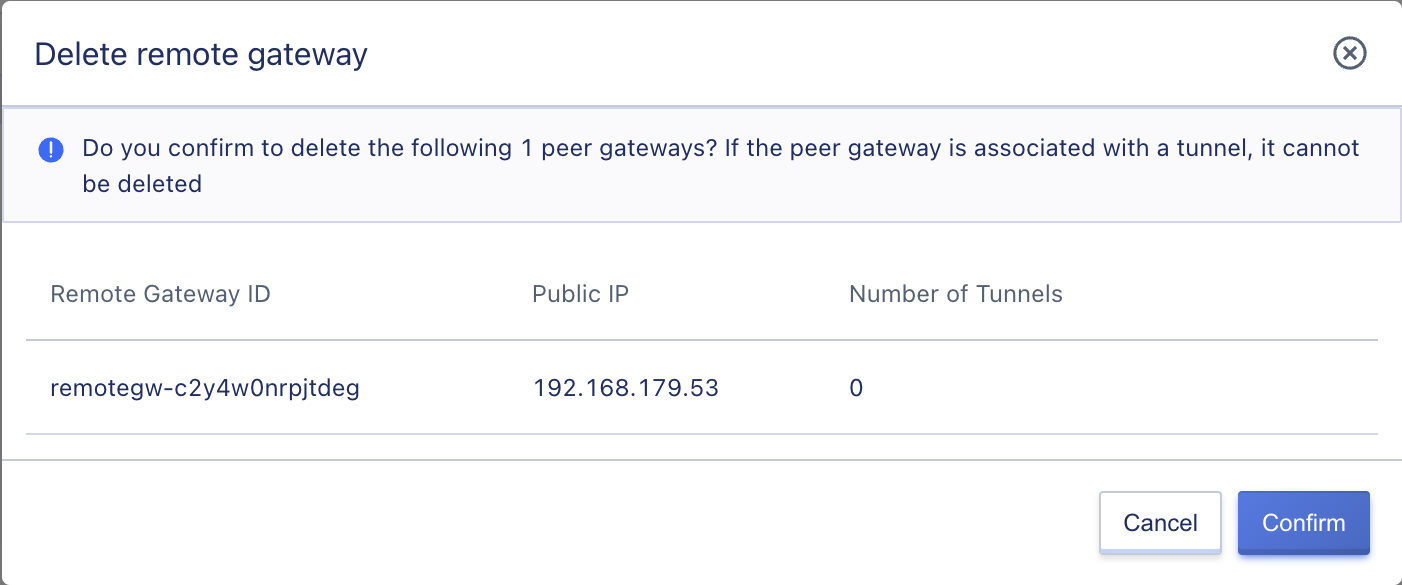 Delete remote gateway
Do you confirm to delete the following 1 peer gateways? If the peer gateway is associated with a tunnel, it cannot
be deleted
Remote Gateway ID Public IP Number of Tunnels
remotegw-c2y4w0nrpjtdeg 192.168.179.53 0
Cancel Confirm